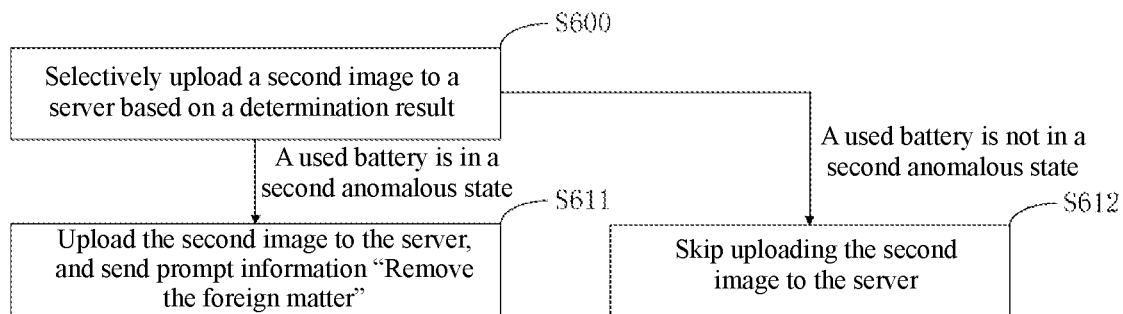 S600
Selectively upload a second image to a
server based on a determination result
A used battery is in a
second anomalous state
A used battery is not in a
second anomalous state
S611
Upload the second image to the server,
and send prompt information “Remove
the foreign matter”
S612
Skip uploading the second
image to the server